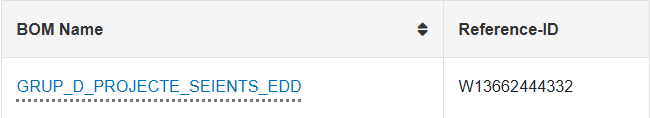 BOM Name Reference-ID
GRUP_D_PROJECTE_SEIENTS_EDD W13662444332